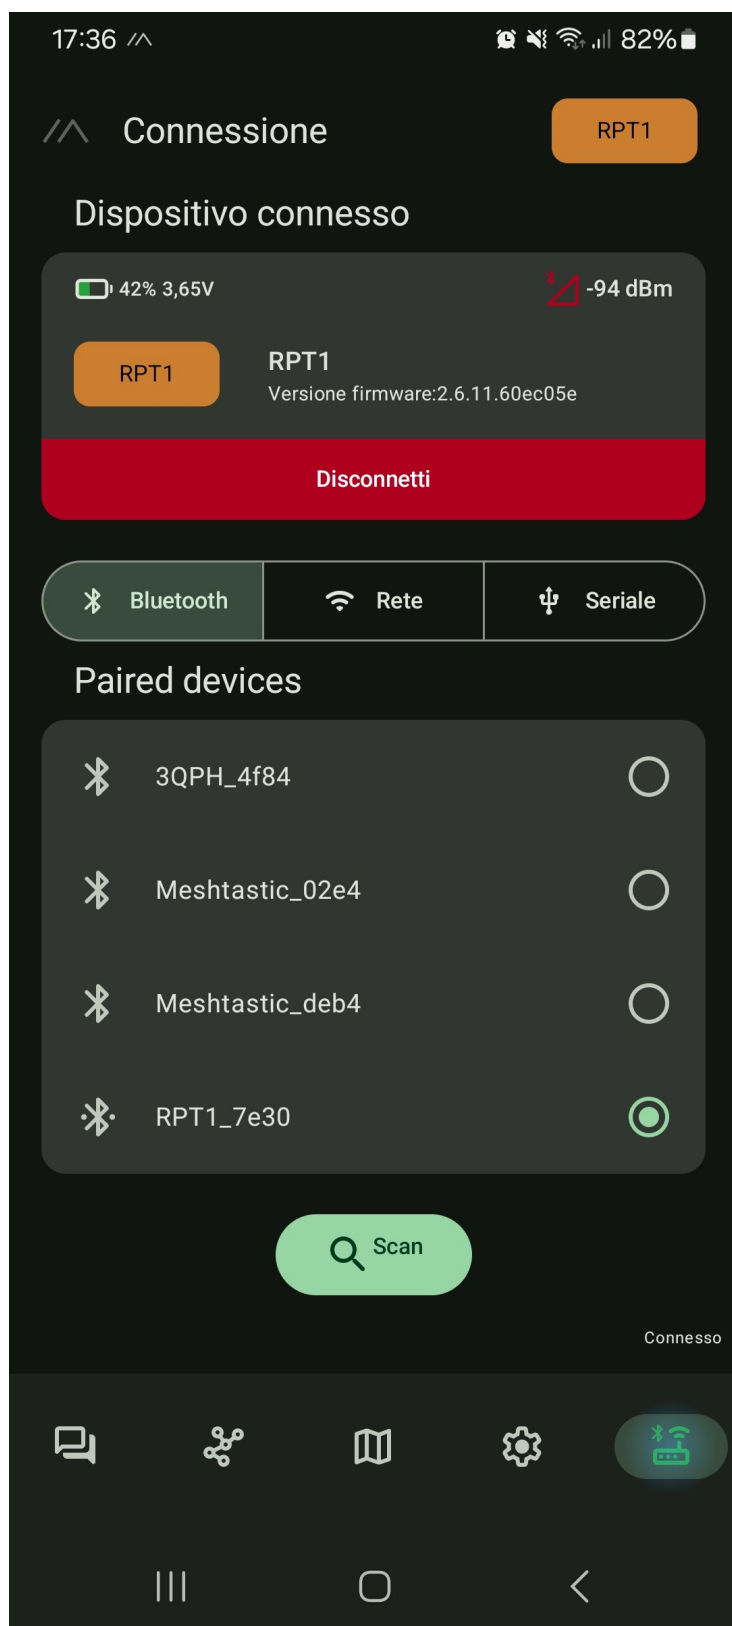 17:36
82%
Connessione
RPT1
Dispositivo connesso
42% 3,65V
-94 dBm
RPT1
RPT1
Versione firmware:2.6.11.60ec05e
Disconnetti
Bluetooth
Rete
Seriale
Paired devices
3QPH_4f84
Meshtastic_02e4
Meshtastic_deb4
RPT1_7e30
Scan
Connesso